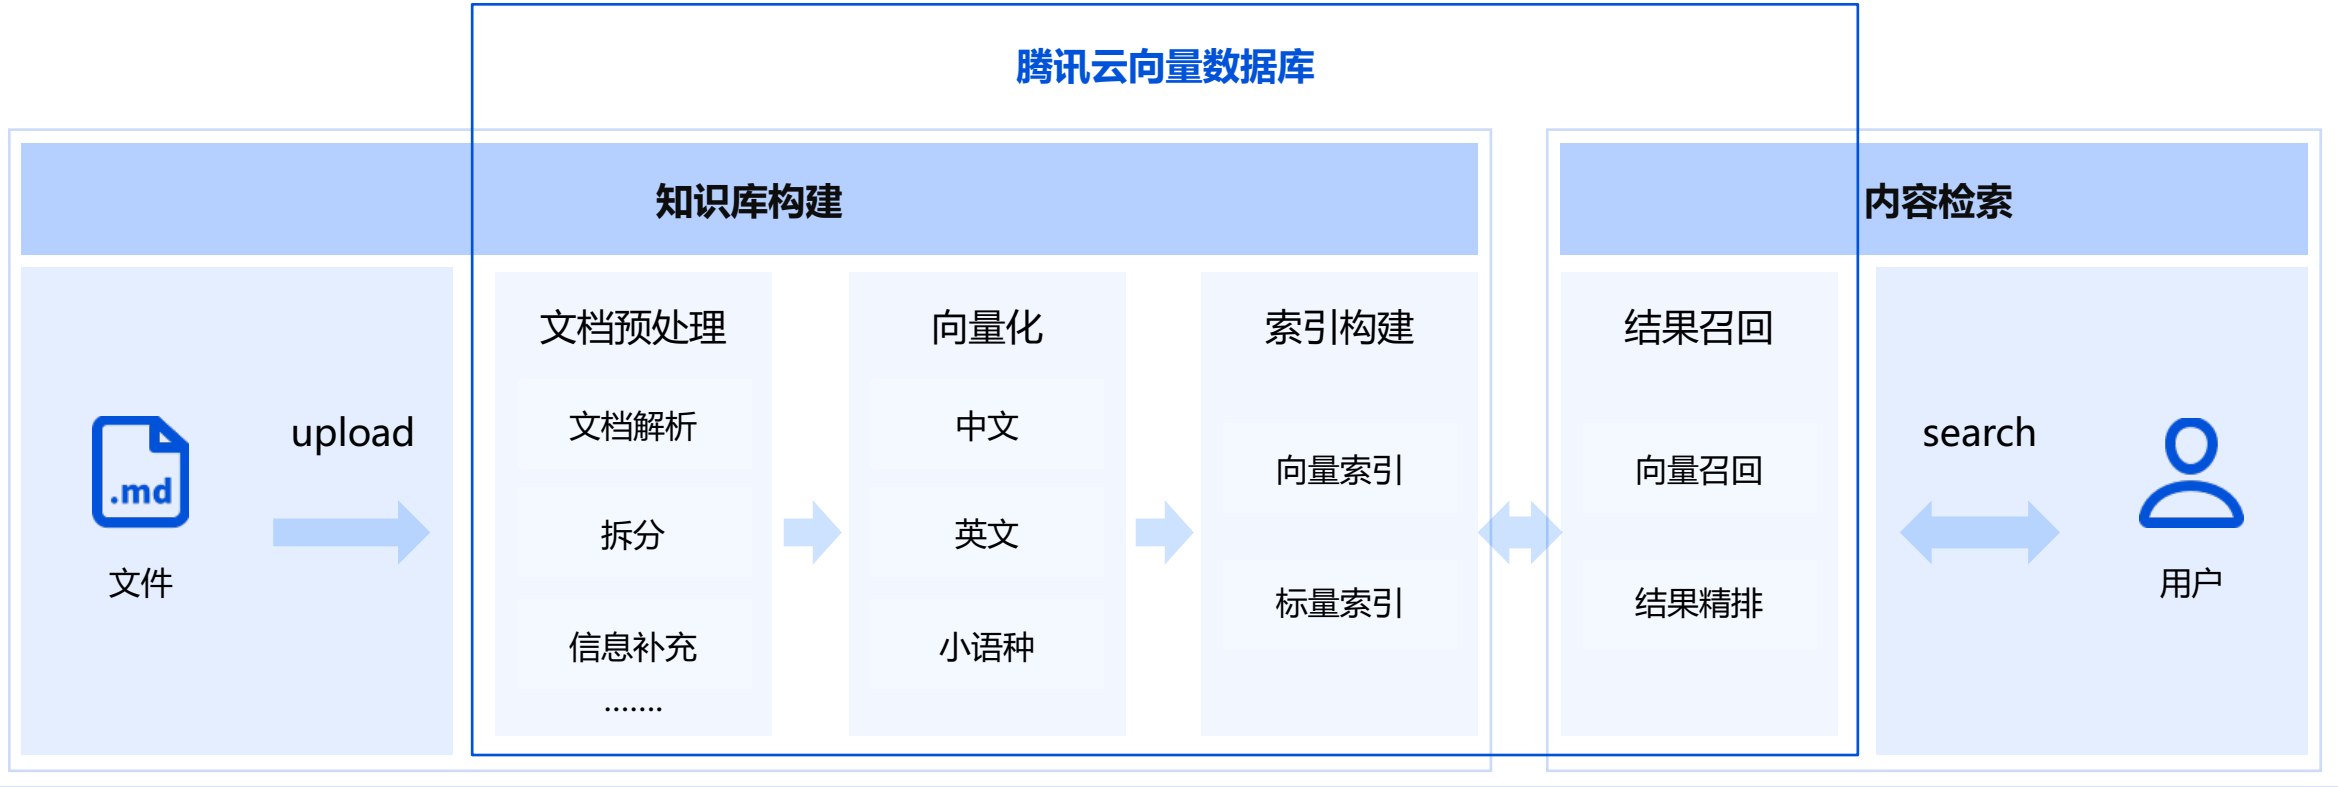 腾讯云向量数据库
知识库构建
内容检索
.md
文件
upload
文档预处理
文档解析
拆分
信息补充
.......
向量化
中文
英文
小语种
索引构建
向量索引
标量索引
结果召回
向量召回
结果精排
search
用户